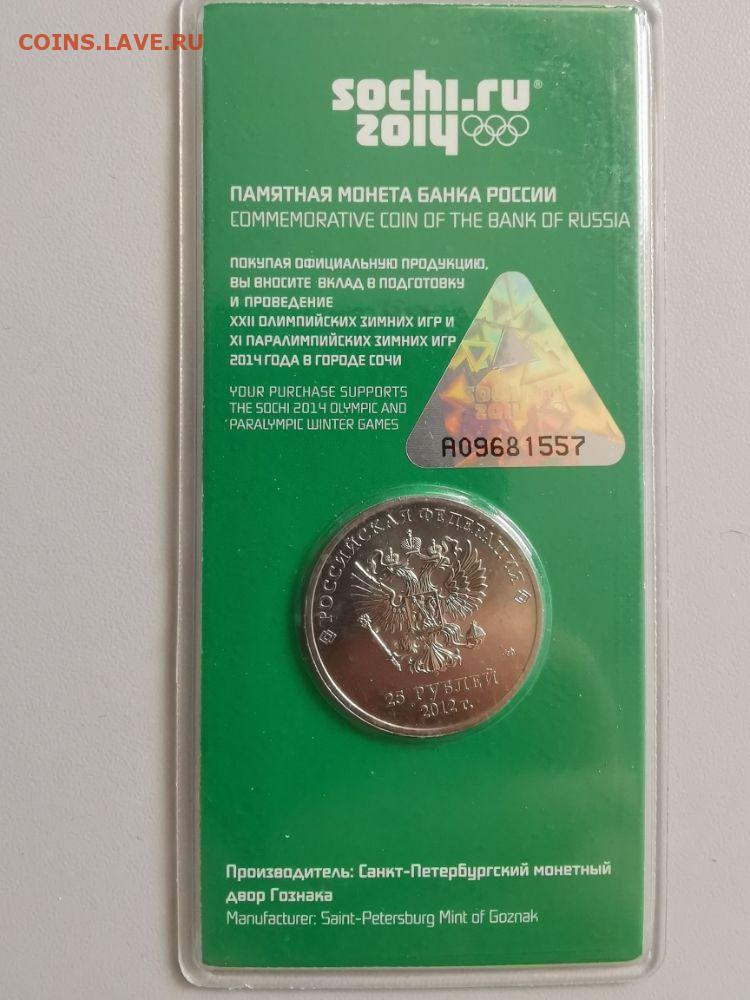 COINS.LAVE.RU
sochi.ru®
2014
ПАМЯТНАЯ МОНЕТА БАНКА РОССИИ
COMMEMORATIVE COIN OF THE BANK OF RUSSIA
ПОКУПАЯ ОФИЦИАЛЬНУЮ ПРОДУКЦИЮ,
ВЫ ВНОСИТЕ ВКЛАД В ПОДГОТОВКУ
И ПРОВЕДЕНИЕ
XXII ОЛИМПИЙСКИХ ЗИМНИХ ИГР И
XI ПАРАЛИМПИЙСКИХ ЗИМНИХ ИГР
2014 ГОДА В ГОРОДЕ СОЧИ
YOUR PURCHASE SUPPORTS
THE SOCHI 2014 OLYMPIC AND
PARALYMPIC WINTER GAMES
SOCHI
2014
A09681557
РОССИЙСКАЯ ФЕДЕРАЦИЯ
25 РУБЛЕЙ
2012 г.
Производитель: Санкт-Петербургский монетный
двор Гознака
Manufacturer: Saint-Petersburg Mint of Goznak